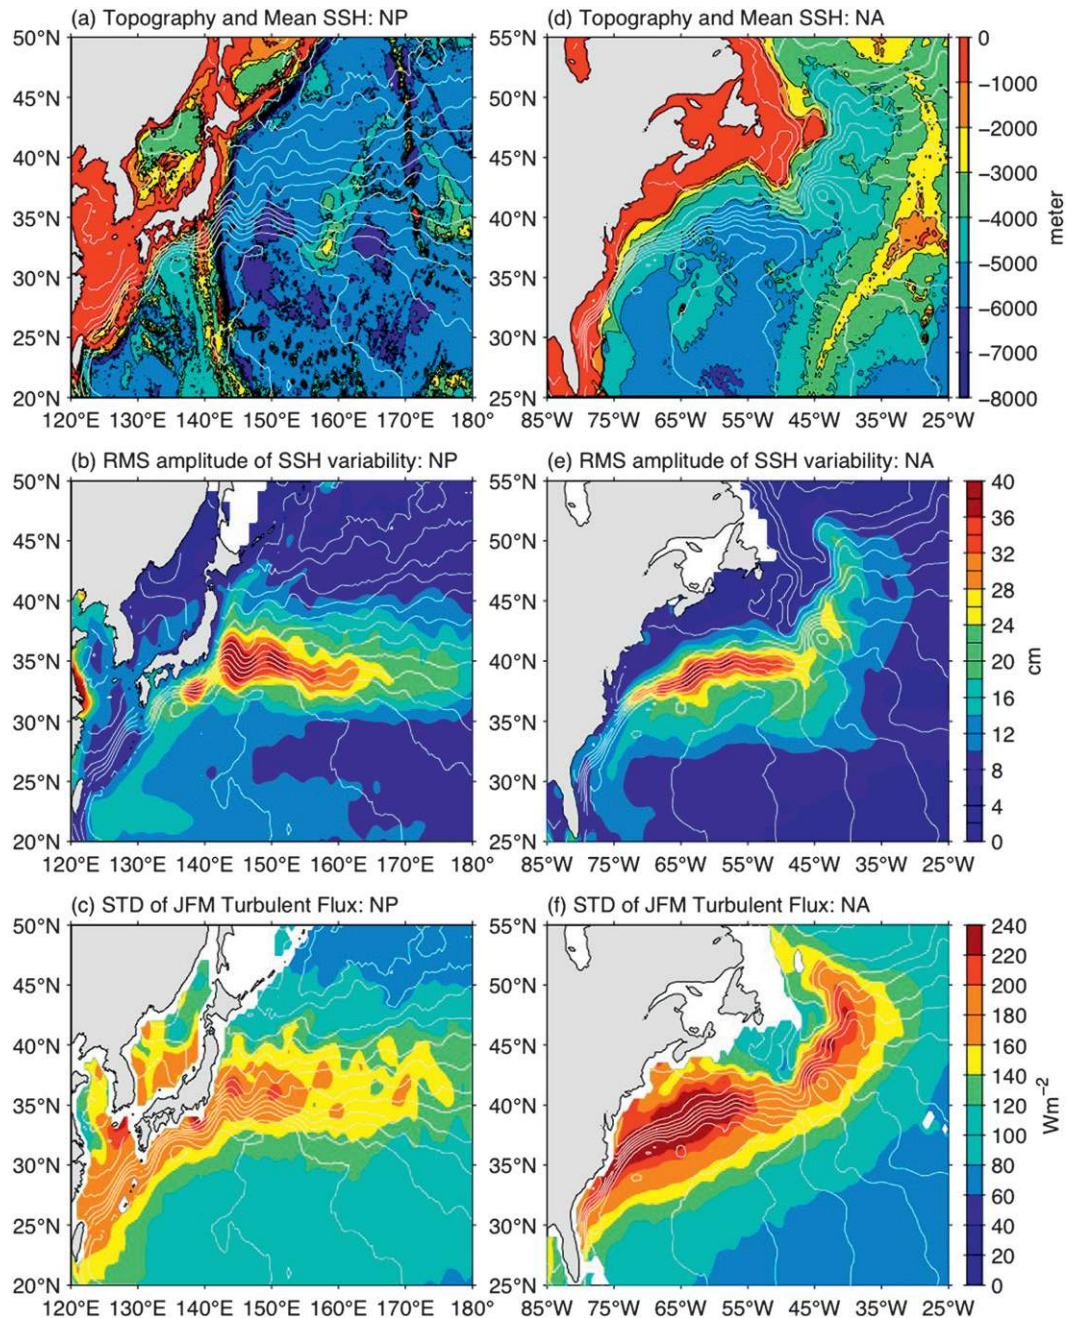 (a) Topography and Mean SSH: NP
50°N
45°N
40°N
35°N
30°N
25°N
20°N
120°E 130°E 140°E 150°E 160°E 170°E 180°
(d) Topography and Mean SSH: NA
55°N
50°N
45°N
40°N
35°N
30°N
25°N
85°W 75°W 65°W 55°W 45°W 35°W 25°W
0
−1000
−2000
−3000
−4000
−5000
−6000
−7000
−8000
meter
(b) RMS amplitude of SSH variability: NP
50°N
45°N
40°N
35°N
30°N
25°N
20°N
120°E 130°E 140°E 150°E 160°E 170°E 180°
(e) RMS amplitude of SSH variability: NA
55°N
50°N
45°N
40°N
35°N
30°N
25°N
85°W 75°W 65°W 55°W 45°W 35°W 25°W
40
36
32
28
24
20
16
12
8
4
0
cm
(c) STD of JFM Turbulent Flux: NP
50°N
45°N
40°N
35°N
30°N
25°N
20°N
120°E 130°E 140°E 150°E 160°E 170°E 180°
(f) STD of JFM Turbulent Flux: NA
55°N
50°N
45°N
40°N
35°N
30°N
25°N
85°W 75°W 65°W 55°W 45°W 35°W 25°W
240
220
200
180
160
140
120
100
80
60
40
20
0
Wm⁻²